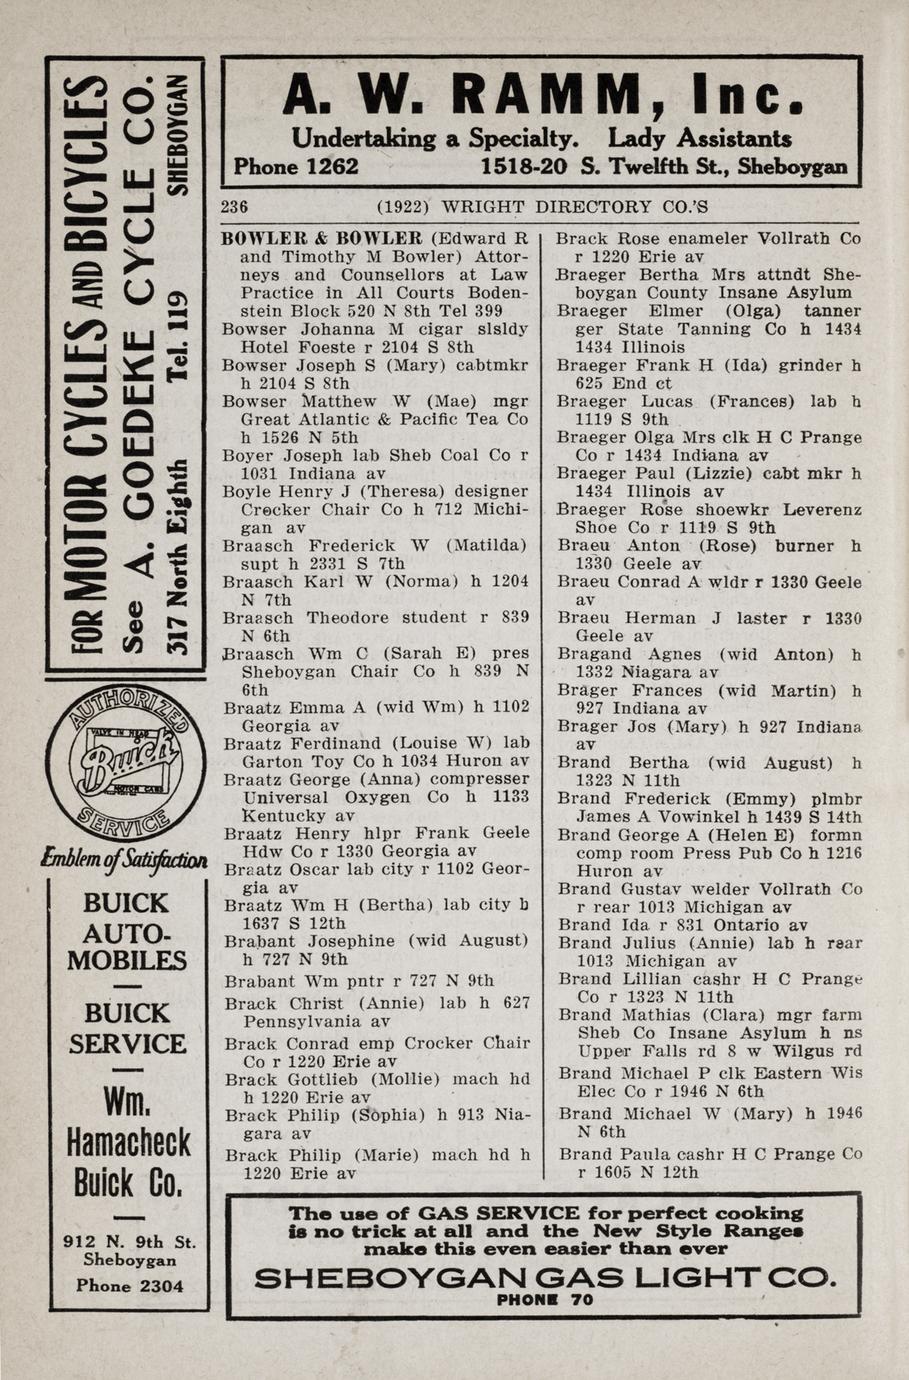 A. W. RAMM, Inc.
Undertaking a Specialty. Lady Assistants
Phone 1262 1518-20 S. Twelfth St., Sheboygan
236 (1922) WRIGHT DIRECTORY CO.'S
FOR MOTOR CYCLES AND BICYCLES
See A. GOEDEKE CYCLE CO.
317 North Eighth Tel. 119 SHEBOYGAN
AUTHORIZED
VALVE IN HEAD
Buick
MOTOR CARS
SERVICE
Emblem of Satisfaction
BUICK
AUTO-
MOBILES
BUICK
SERVICE
Wm.
Hamacheck
Buick Co.
912 N. 9th St.
Sheboygan
Phone 2304
BOWLER & BOWLER (Edward R
and Timothy M Bowler) Attor-
neys and Counsellors at Law
Practice in All Courts Boden-
stein Block 520 N 8th Tel 399
Bowser Johanna M cigar slsldy
Hotel Foeste r 2104 S 8th
Bowser Joseph S (Mary) cabtmkr
h 2104 S 8th
Bowser Matthew W (Mae) mgr
Great Atlantic & Pacific Tea Co
h 1526 N 5th
Boyer Joseph lab Sheb Coal Co r
1031 Indiana av
Boyle Henry J (Theresa) designer
Crocker Chair Co h 712 Michi-
gan av
Braasch Frederick W (Matilda)
supt h 2331 S 7th
Braasch Karl W (Norma) h 1204
N 7th
Braasch Theodore student r 839
N 6th
Braasch Wm C (Sarah E) pres
Sheboygan Chair Co h 839 N
6th
Braatz Emma A (wid Wm) h 1102
Georgia av
Braatz Ferdinand (Louise W) lab
Garton Toy Co h 1034 Huron av
Braatz George (Anna) compresser
Universal Oxygen Co h 1133
Kentucky av
Braatz Henry hlpr Frank Geele
Hdw Co r 1330 Georgia av
Braatz Oscar lab city r 1102 Geor-
gia av
Braatz Wm H (Bertha) lab city h
1637 S 12th
Brabant Josephine (wid August)
h 727 N 9th
Brabant Wm pntr r 727 N 9th
Brack Christ (Annie) lab h 627
Pennsylvania av
Brack Conrad emp Crocker Chair
Co r 1220 Erie av
Brack Gottlieb (Mollie) mach hd
h 1220 Erie av
Brack Philip (Sophia) h 913 Nia-
gara av
Brack Philip (Marie) mach hd h
1220 Erie av
Brack Rose enameler Vollrath Co
r 1220 Erie av
Braeger Bertha Mrs attndt She-
boygan County Insane Asylum
Braeger Elmer (Olga) tanner
ger State Tanning Co h 1434
1434 Illinois
Braeger Frank H (Ida) grinder h
625 End ct
Braeger Lucas (Frances) lab h
1119 S 9th
Braeger Olga Mrs clk H C Prange
Co r 1434 Indiana av
Braeger Paul (Lizzie) cabt mkr h
1434 Illinois av
Braeger Rose shoewkr Leverenz
Shoe Co r 1119 S 9th
Braeu Anton (Rose) burner h
1330 Geele av
Braeu Conrad A wldr r 1330 Geele
av
Braeu Herman J laster r 1330
Geele av
Bragand Agnes (wid Anton) h
1332 Niagara av
Brager Frances (wid Martin) h
927 Indiana av
Brager Jos (Mary) h 927 Indiana
av
Brand Bertha (wid August) h
1323 N 11th
Brand Frederick (Emmy) plmbr
James A Vowinkel h 1439 S 14th
Brand George A (Helen E) formn
comp room Press Pub Co h 1216
Huron av
Brand Gustav welder Vollrath Co
r rear 1013 Michigan av
Brand Ida r 831 Ontario av
Brand Julius (Annie) lab h rear
1013 Michigan av
Brand Lillian cashr H C Prange
Co r 1323 N 11th
Brand Mathias (Clara) mgr farm
Sheb Co Insane Asylum h ns
Upper Falls rd 8 w Wilgus rd
Brand Michael P clk Eastern Wis
Elec Co r 1946 N 6th
Brand Michael W (Mary) h 1946
N 6th
Brand Paula cashr H C Prange Co
r 1605 N 12th
The use of GAS SERVICE for perfect cooking
is no trick at all and the New Style Ranges
make this even easier than ever
SHEBOYGAN GAS LIGHT CO.
PHONE 70